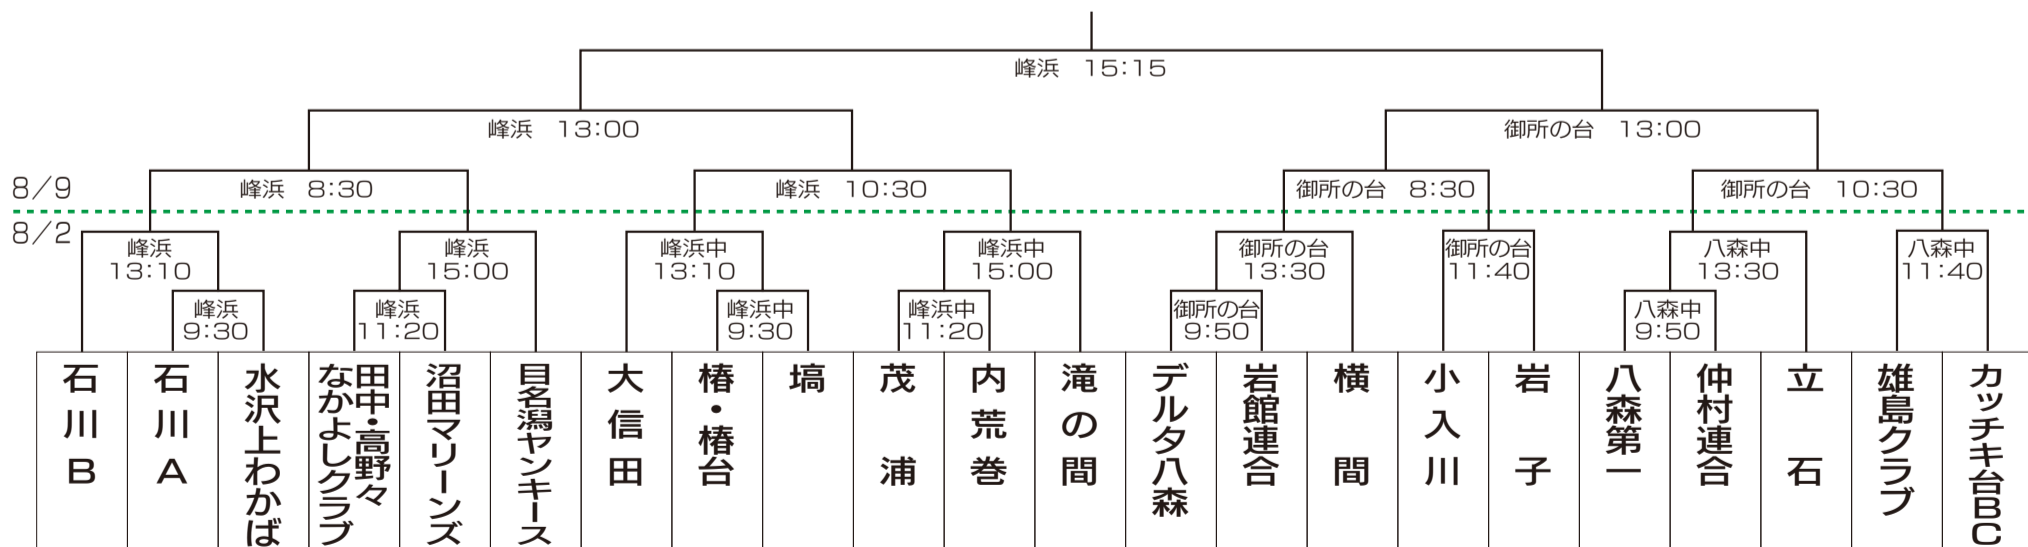 峰浜　15:15
峰浜　13:00
御所の台　13:00
8/9
峰浜　8:30
峰浜　10:30
御所の台　8:30
御所の台　10:30
8/2
峰浜
13:10
峰浜
15:00
峰浜中
13:10
峰浜中
15:00
御所の台
13:30
御所の台
11:40
八森中
13:30
八森中
11:40
峰浜
9:30
峰浜
11:20
峰浜中
9:30
峰浜中
11:20
御所の台
9:50
八森中
9:50
石川B
石川A
水沢上わかば
田中・高野々
なかよしクラブ
沼田マリーンズ
目名潟ヤンキース
大信田
椿・椿台
塙
茂浦
内荒巻
滝の間
デルタ八森
岩館連合
横間
小入川
岩子
八森第一
仲村連合
立石
雄島クラブ
カッチキ台BC